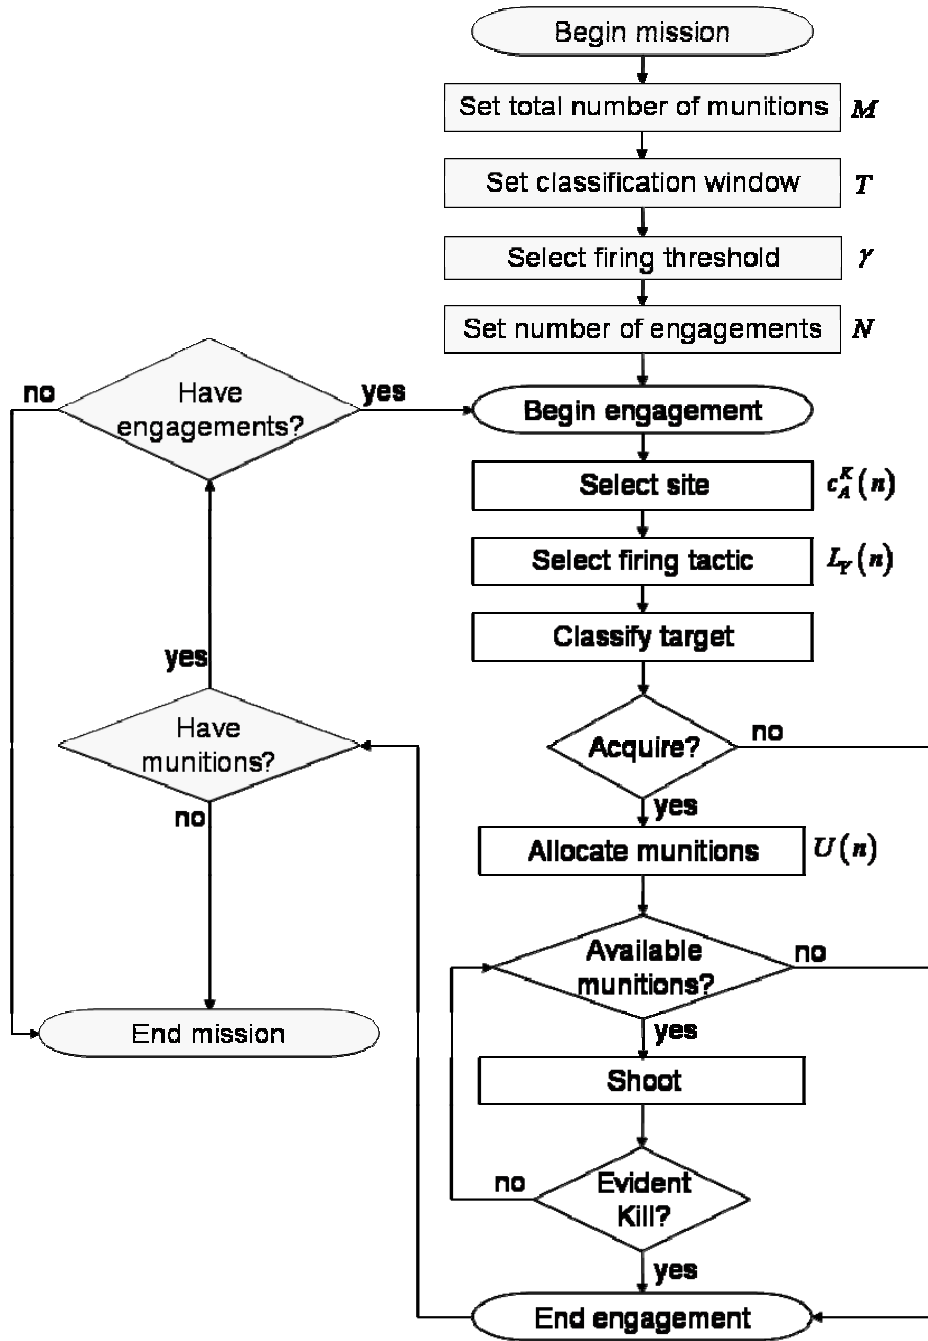 Begin mission
Set total number of munitions M
Set classification window T
Select firing threshold γ
Set number of engagements N
no
Have
engagements?
yes
Begin engagement
Select site c_A^K(n)
Select firing tactic L_Y(n)
Classify target
yes
Have
munitions?
no
Acquire?
no
yes
Allocate munitions U(n)
Available
munitions?
no
yes
End mission
Shoot
Evident
Kill?
no
yes
End engagement